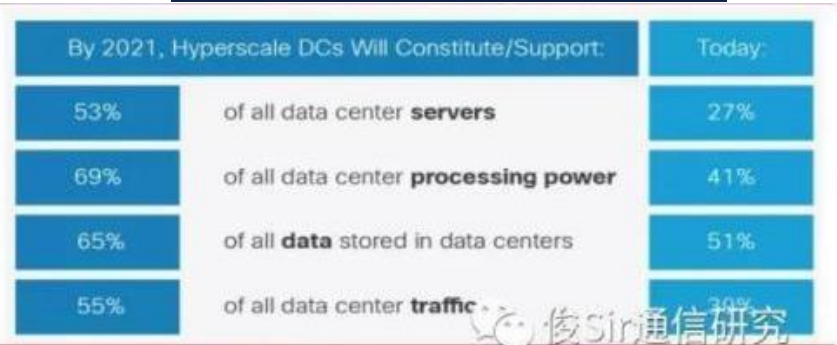 By 2021, Hyperscale DCs Will Constitute/Support: Today:
53% of all data center servers 27%
69% of all data center processing power 41%
65% of all data stored in data centers 51%
55% of all data center traffic 39%
俊Sir通信研究